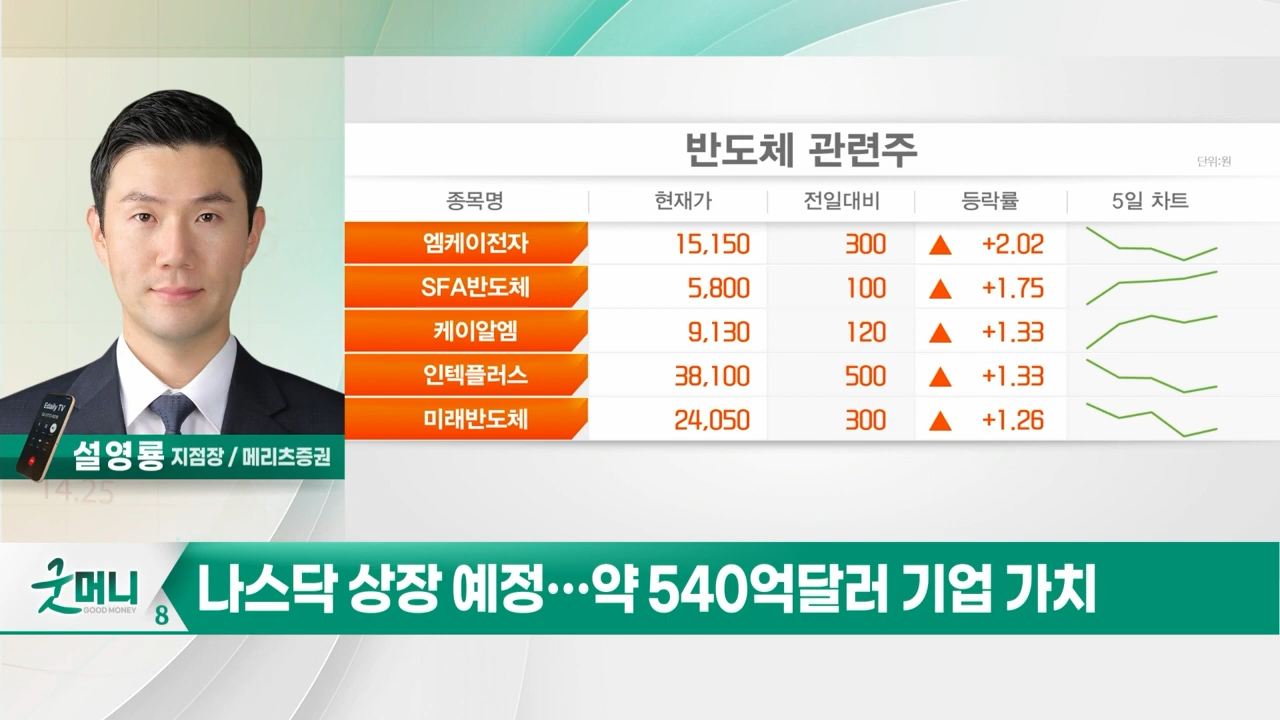 반도체 관련주
단위:원
종목명 현재가 전일대비 등락률 5일 차트
엠케이전자 15,150 300 ▲ +2.02
SFA반도체 5,800 100 ▲ +1.75
케이알엠 9,130 120 ▲ +1.33
인텍플러스 38,100 500 ▲ +1.33
미래반도체 24,050 300 ▲ +1.26
Edaily TV
설영룡 지점장 / 메리츠증권
14.25
굿머니 GOOD MONEY 8
나스닥 상장 예정…약 540억달러 기업 가치